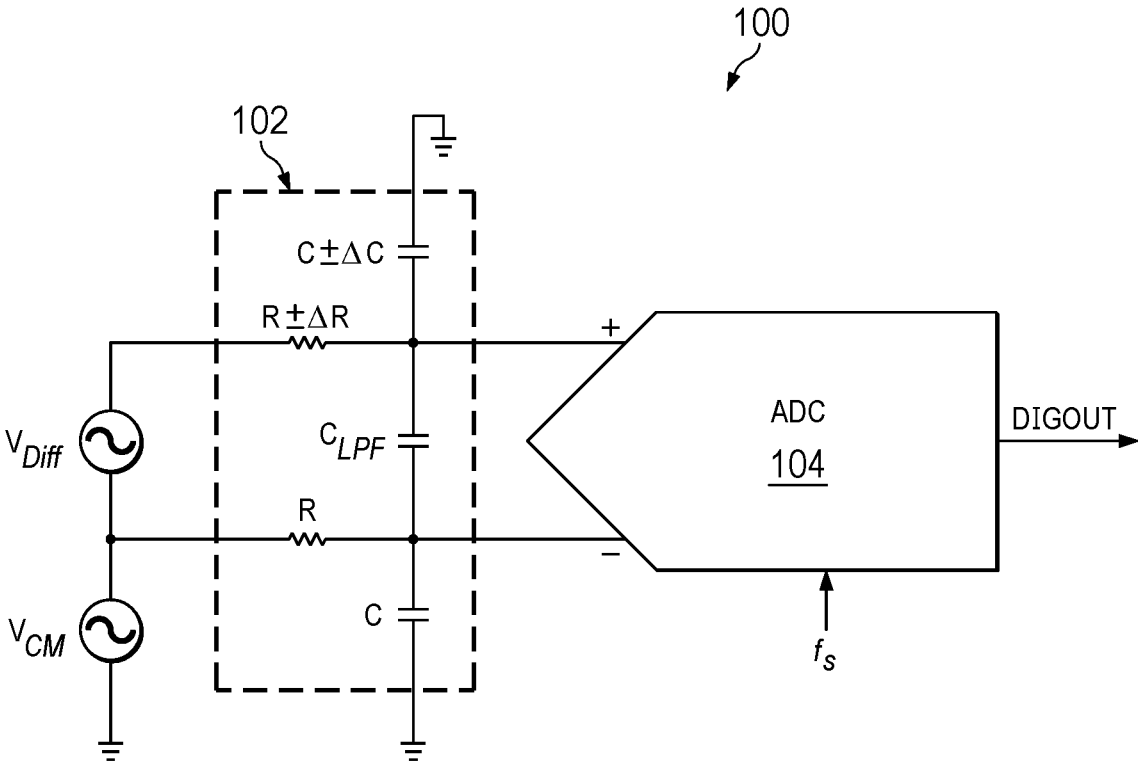 100
102
C±ΔC
R±ΔR
+
V_Diff
C_LPF
ADC
104
DIGOUT
R
−
V_CM
C
f_s